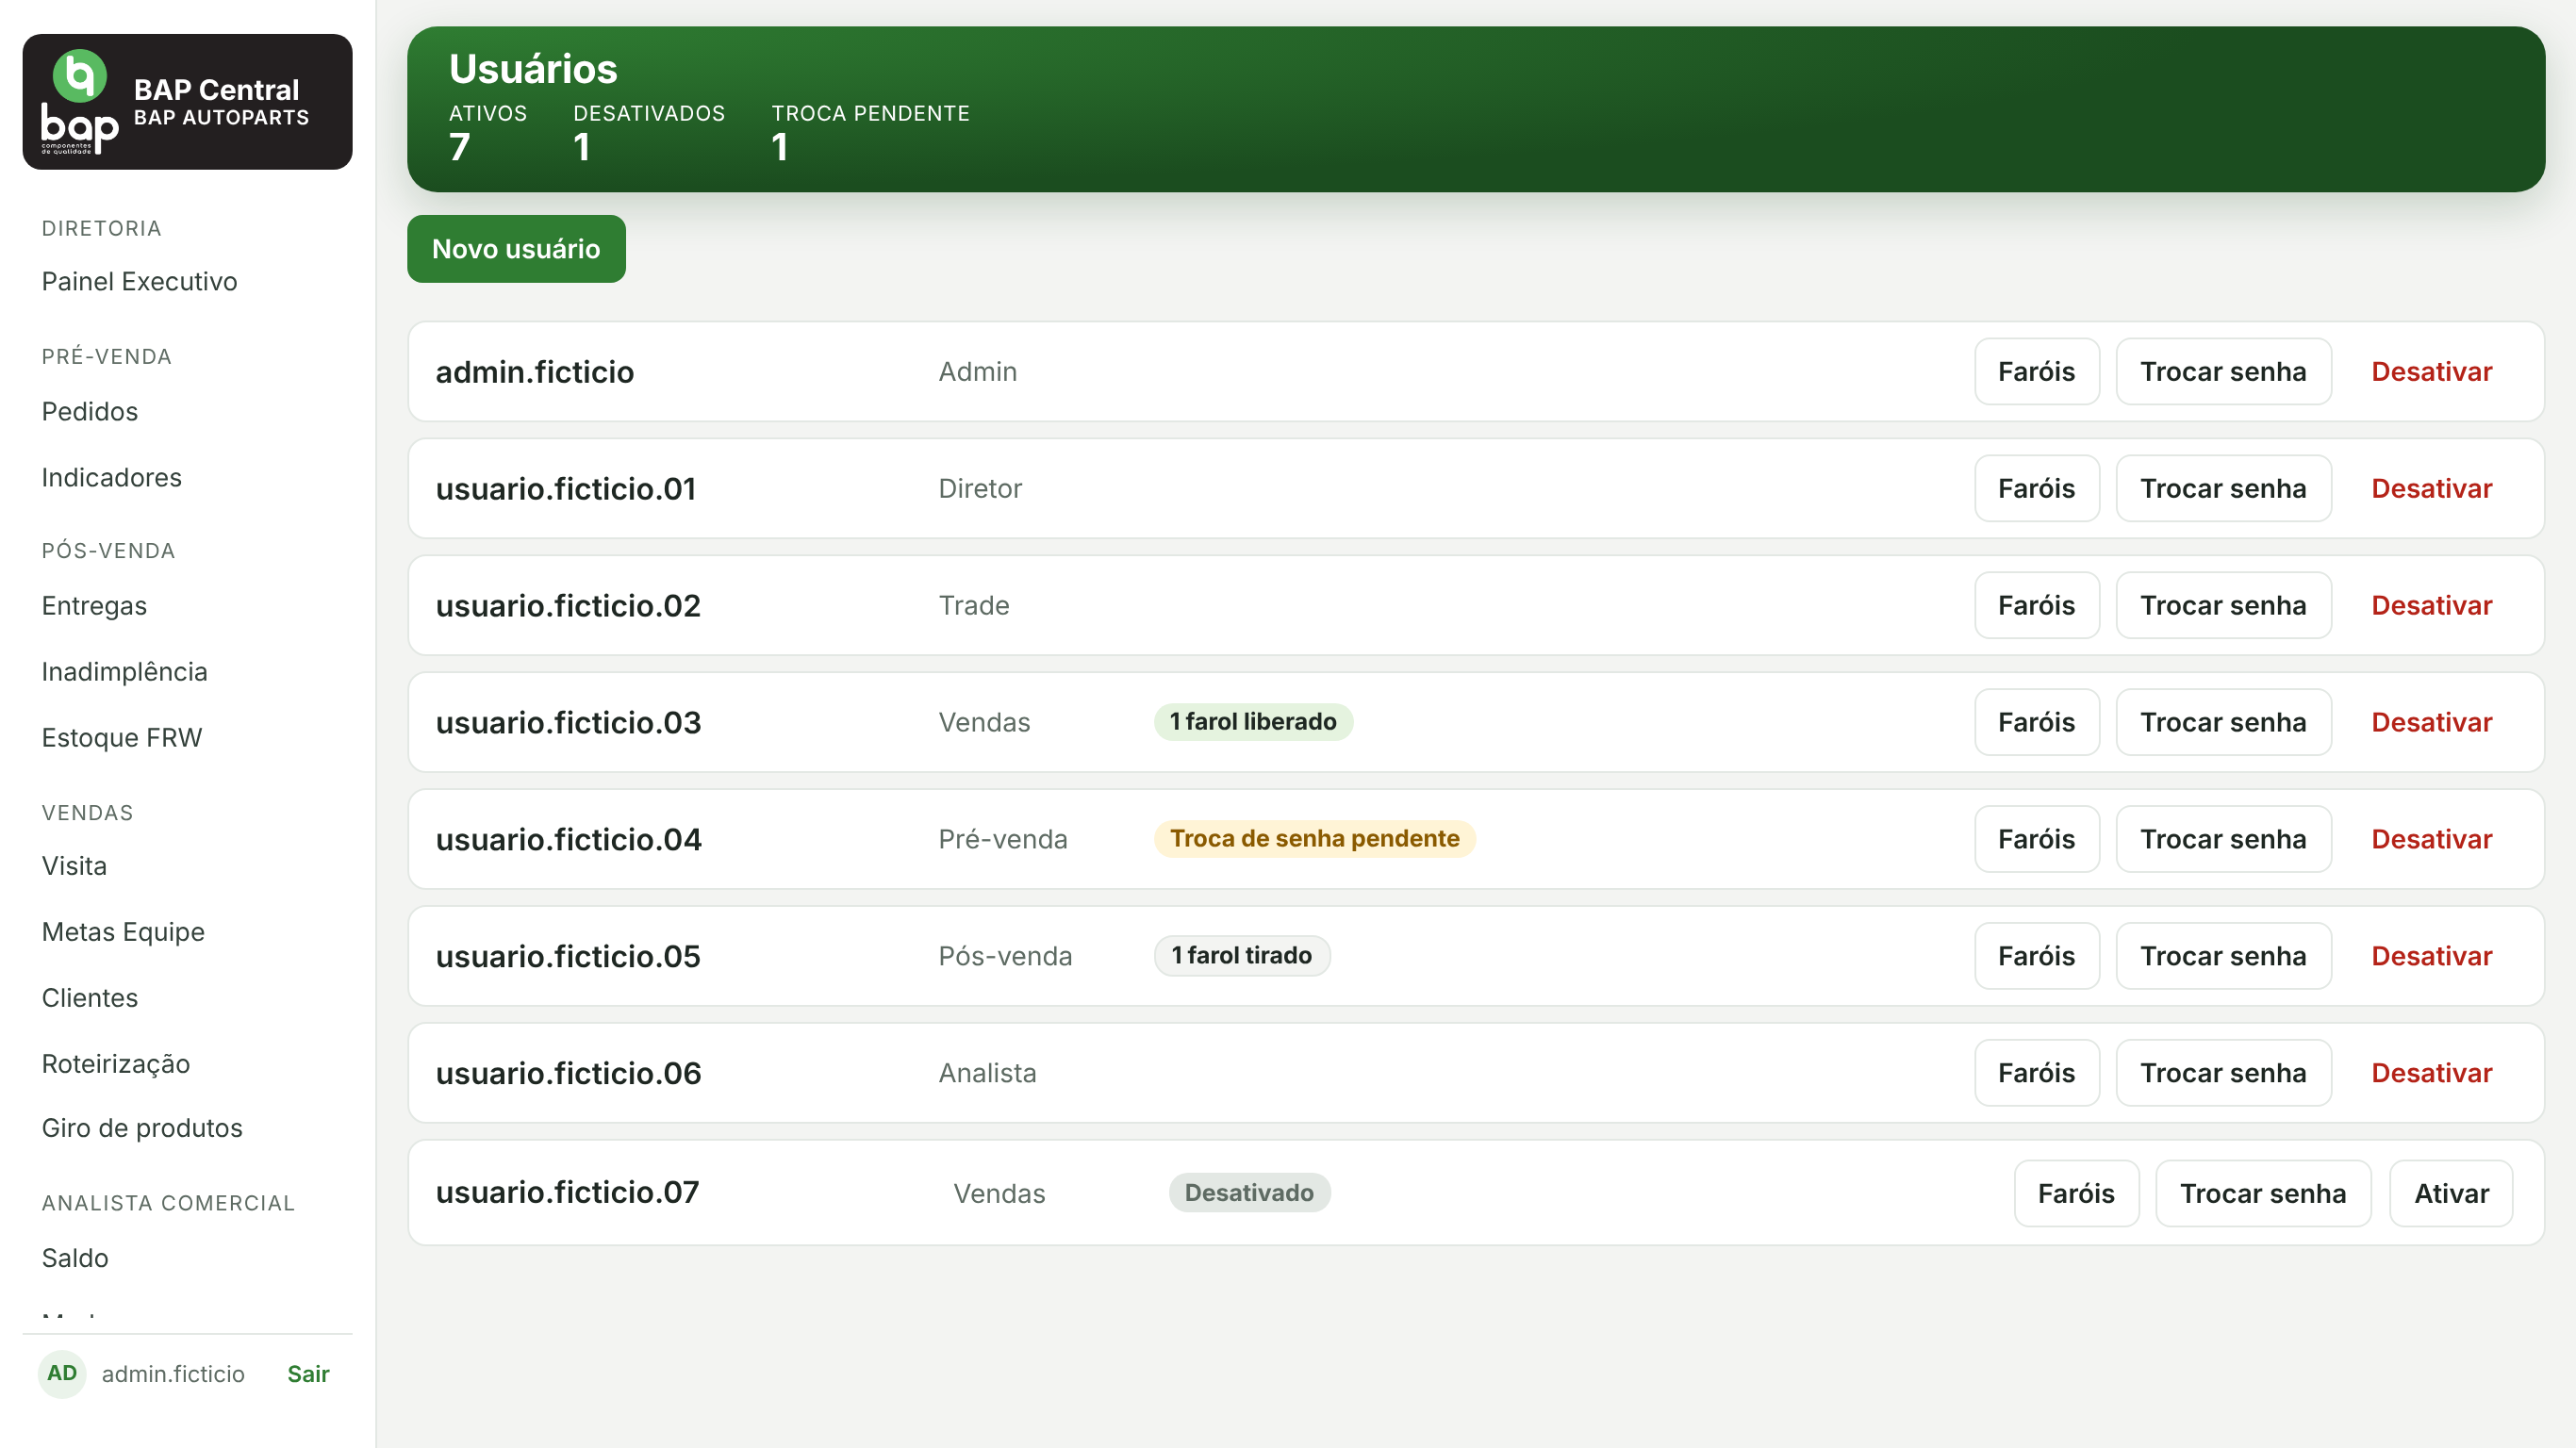 bap
componentes
de qualidade
BAP Central
BAP AUTOPARTS
DIRETORIA
Painel Executivo
PRÉ-VENDA
Pedidos
Indicadores
PÓS-VENDA
Entregas
Inadimplência
Estoque FRW
VENDAS
Visita
Metas Equipe
Clientes
Roteirização
Giro de produtos
ANALISTA COMERCIAL
Saldo
AD admin.ficticio Sair
Usuários
ATIVOS DESATIVADOS TROCA PENDENTE
7 1 1
Novo usuário
admin.ficticio Admin Faróis Trocar senha Desativar
usuario.ficticio.01 Diretor Faróis Trocar senha Desativar
usuario.ficticio.02 Trade Faróis Trocar senha Desativar
usuario.ficticio.03 Vendas 1 farol liberado Faróis Trocar senha Desativar
usuario.ficticio.04 Pré-venda Troca de senha pendente Faróis Trocar senha Desativar
usuario.ficticio.05 Pós-venda 1 farol tirado Faróis Trocar senha Desativar
usuario.ficticio.06 Analista Faróis Trocar senha Desativar
usuario.ficticio.07 Vendas Desativado Faróis Trocar senha Ativar